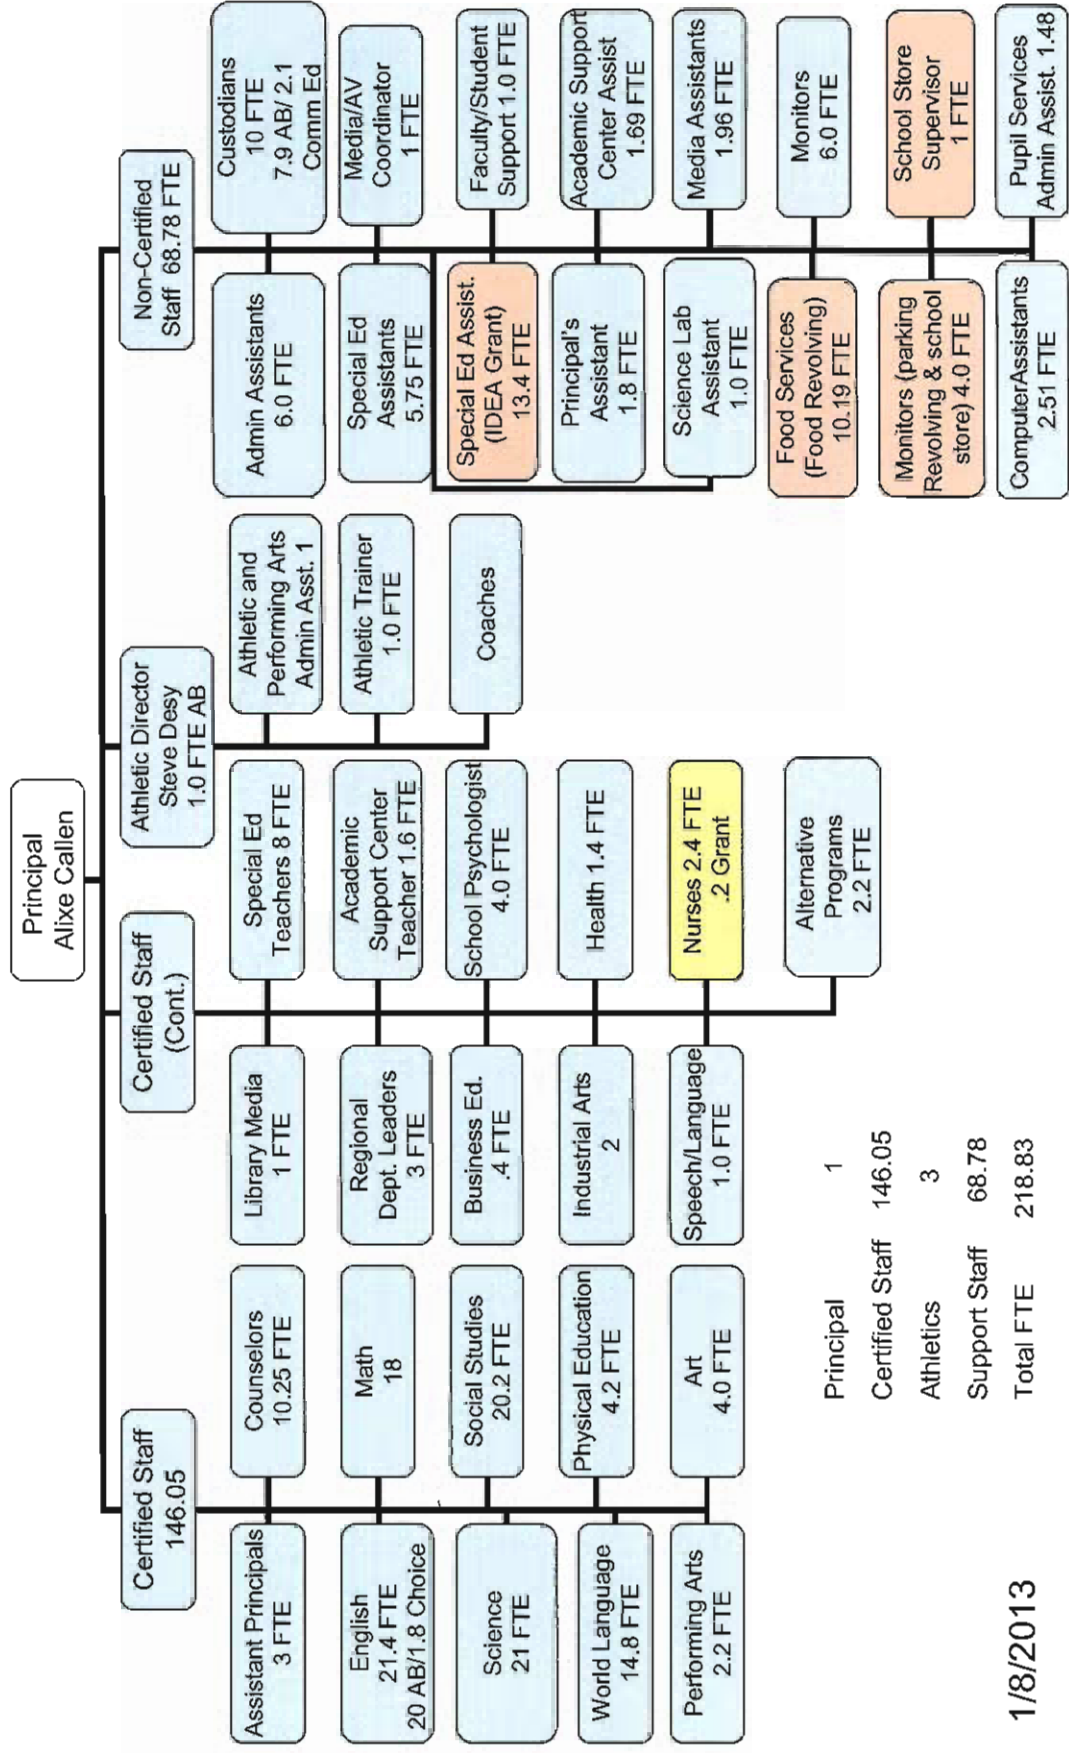 Principal
Alixe Callen
Certified Staff
146.05
Certified Staff
(Cont.)
Athletic Director
Steve Desy
1.0 FTE AB
Non-Certified
Staff 68.78 FTE
Assistant Principals
3 FTE
Counselors
10.25 FTE
English
21.4 FTE
20 AB/1.8 Choice
Math
18
Science
21 FTE
Social Studies
20.2 FTE
World Language
14.8 FTE
Physical Education
4.2 FTE
Performing Arts
2.2 FTE
Art
4.0 FTE
Library Media
1 FTE
Special Ed
Teachers 8 FTE
Regional
Dept. Leaders
3 FTE
Academic
Support Center
Teacher 1.6 FTE
Business Ed.
.4 FTE
School Psychologist
4.0 FTE
Industrial Arts
2
Health 1.4 FTE
Speech/Language
1.0 FTE
Nurses 2.4 FTE
.2 Grant
Alternative
Programs
2.2 FTE
Athletic and
Performing Arts
Admin Asst. 1
Athletic Trainer
1.0 FTE
Coaches
Admin Assistants
6.0 FTE
Custodians
10 FTE
7.9 AB/ 2.1
Comm Ed
Special Ed
Assistants
5.75 FTE
Media/AV
Coordinator
1 FTE
Special Ed Assist.
(IDEA Grant)
13.4 FTE
Faculty/Student
Support 1.0 FTE
Principal's
Assistant
1.8 FTE
Academic Support
Center Assist
1.69 FTE
Science Lab
Assistant
1.0 FTE
Media Assistants
1.96 FTE
Food Services
(Food Revolving)
10.19 FTE
Monitors
6.0 FTE
Monitors (parking
Revolving & school
store) 4.0 FTE
School Store
Supervisor
1 FTE
ComputerAssistants
2.51 FTE
Pupil Services
Admin Assist. 1.48
Principal 1
Certified Staff 146.05
Athletics 3
Support Staff 68.78
Total FTE 218.83
1/8/2013